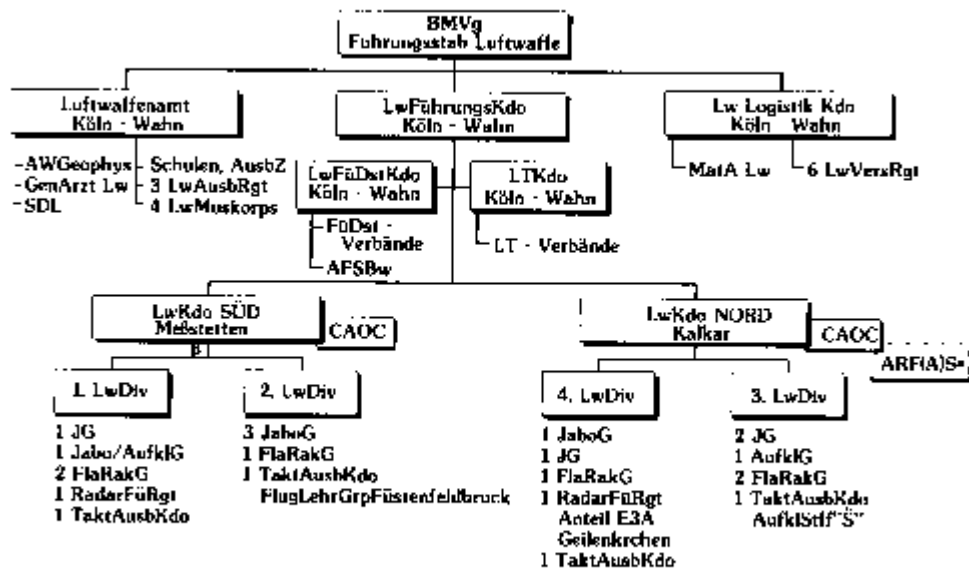 BMVg
Führungsstab Luftwaffe
Luftwaffenamt
Köln - Wahn
LwFührungsKdo
Köln - Wahn
Lw Logistik Kdo
Köln Wahn
-AWGeophys
-GenArzt Lw
-SDL
- Schulen, AusbZ
- 3 LwAusbRgt
- 4 LwMuskorps
LwFüDstKdo
Köln - Wahn
LTKdo
Köln - Wahn
MatA Lw
6 LwVersRgt
FüDst -
Verbände
AFSBw
LT - Verbände
LwKdo SÜD
Meßstetten
CAOC
LwKdo NORD
Kalkar
CAOC
ARF(A)S
1. LwDiv
2. LwDiv
4. LwDiv
3. LwDiv
1 JG
1 Jabo/AufklG
2 FlaRakG
1 RadarFüRgt
1 TaktAusbKdo
3 JaboG
1 FlaRakG
1 TaktAusbKdo
FlugLehrGrpFüstenfeldbruck
1 JaboG
1 JG
1 FlaRakG
1 RadarFüRgt
Anteil E3A
Geilenkrchen
1 TaktAusbKdo
2 JG
1 AufklG
2 FlaRakG
1 TaktAusbKdo
AufklStff"S"